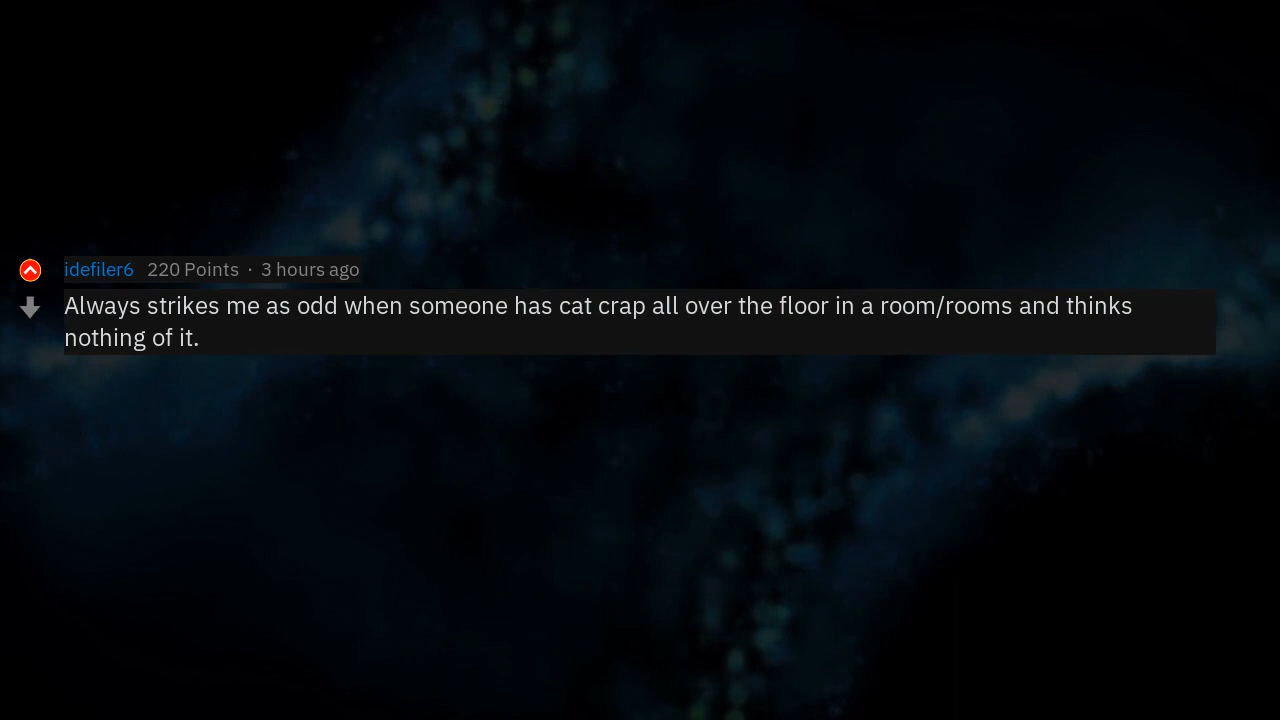 idefiler6 220 Points · 3 hours ago
Always strikes me as odd when someone has cat crap all over the floor in a room/rooms and thinks
nothing of it.